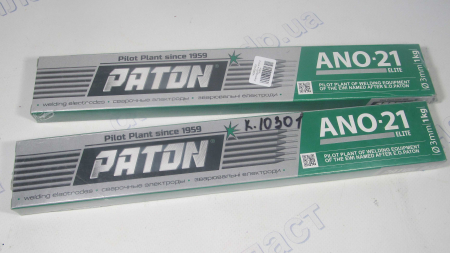 Pilot Plant since 1959
PATON
welding electrodes • сварочные электроды • зварювальні електроди
ANO-21
ELITE
PILOT PLANT OF WELDING EQUIPMENT
OF THE EWI NAMED AFTER E.O. PATON
Ø 3mm/1kg
K.10301
Pilot Plant since 1959
PATON
welding electrodes • сварочные электроды • зварювальні електроди
ANO-21
ELITE
PILOT PLANT OF WELDING EQUIPMENT
OF THE EWI NAMED AFTER E.O. PATON
Ø 3mm/1kg